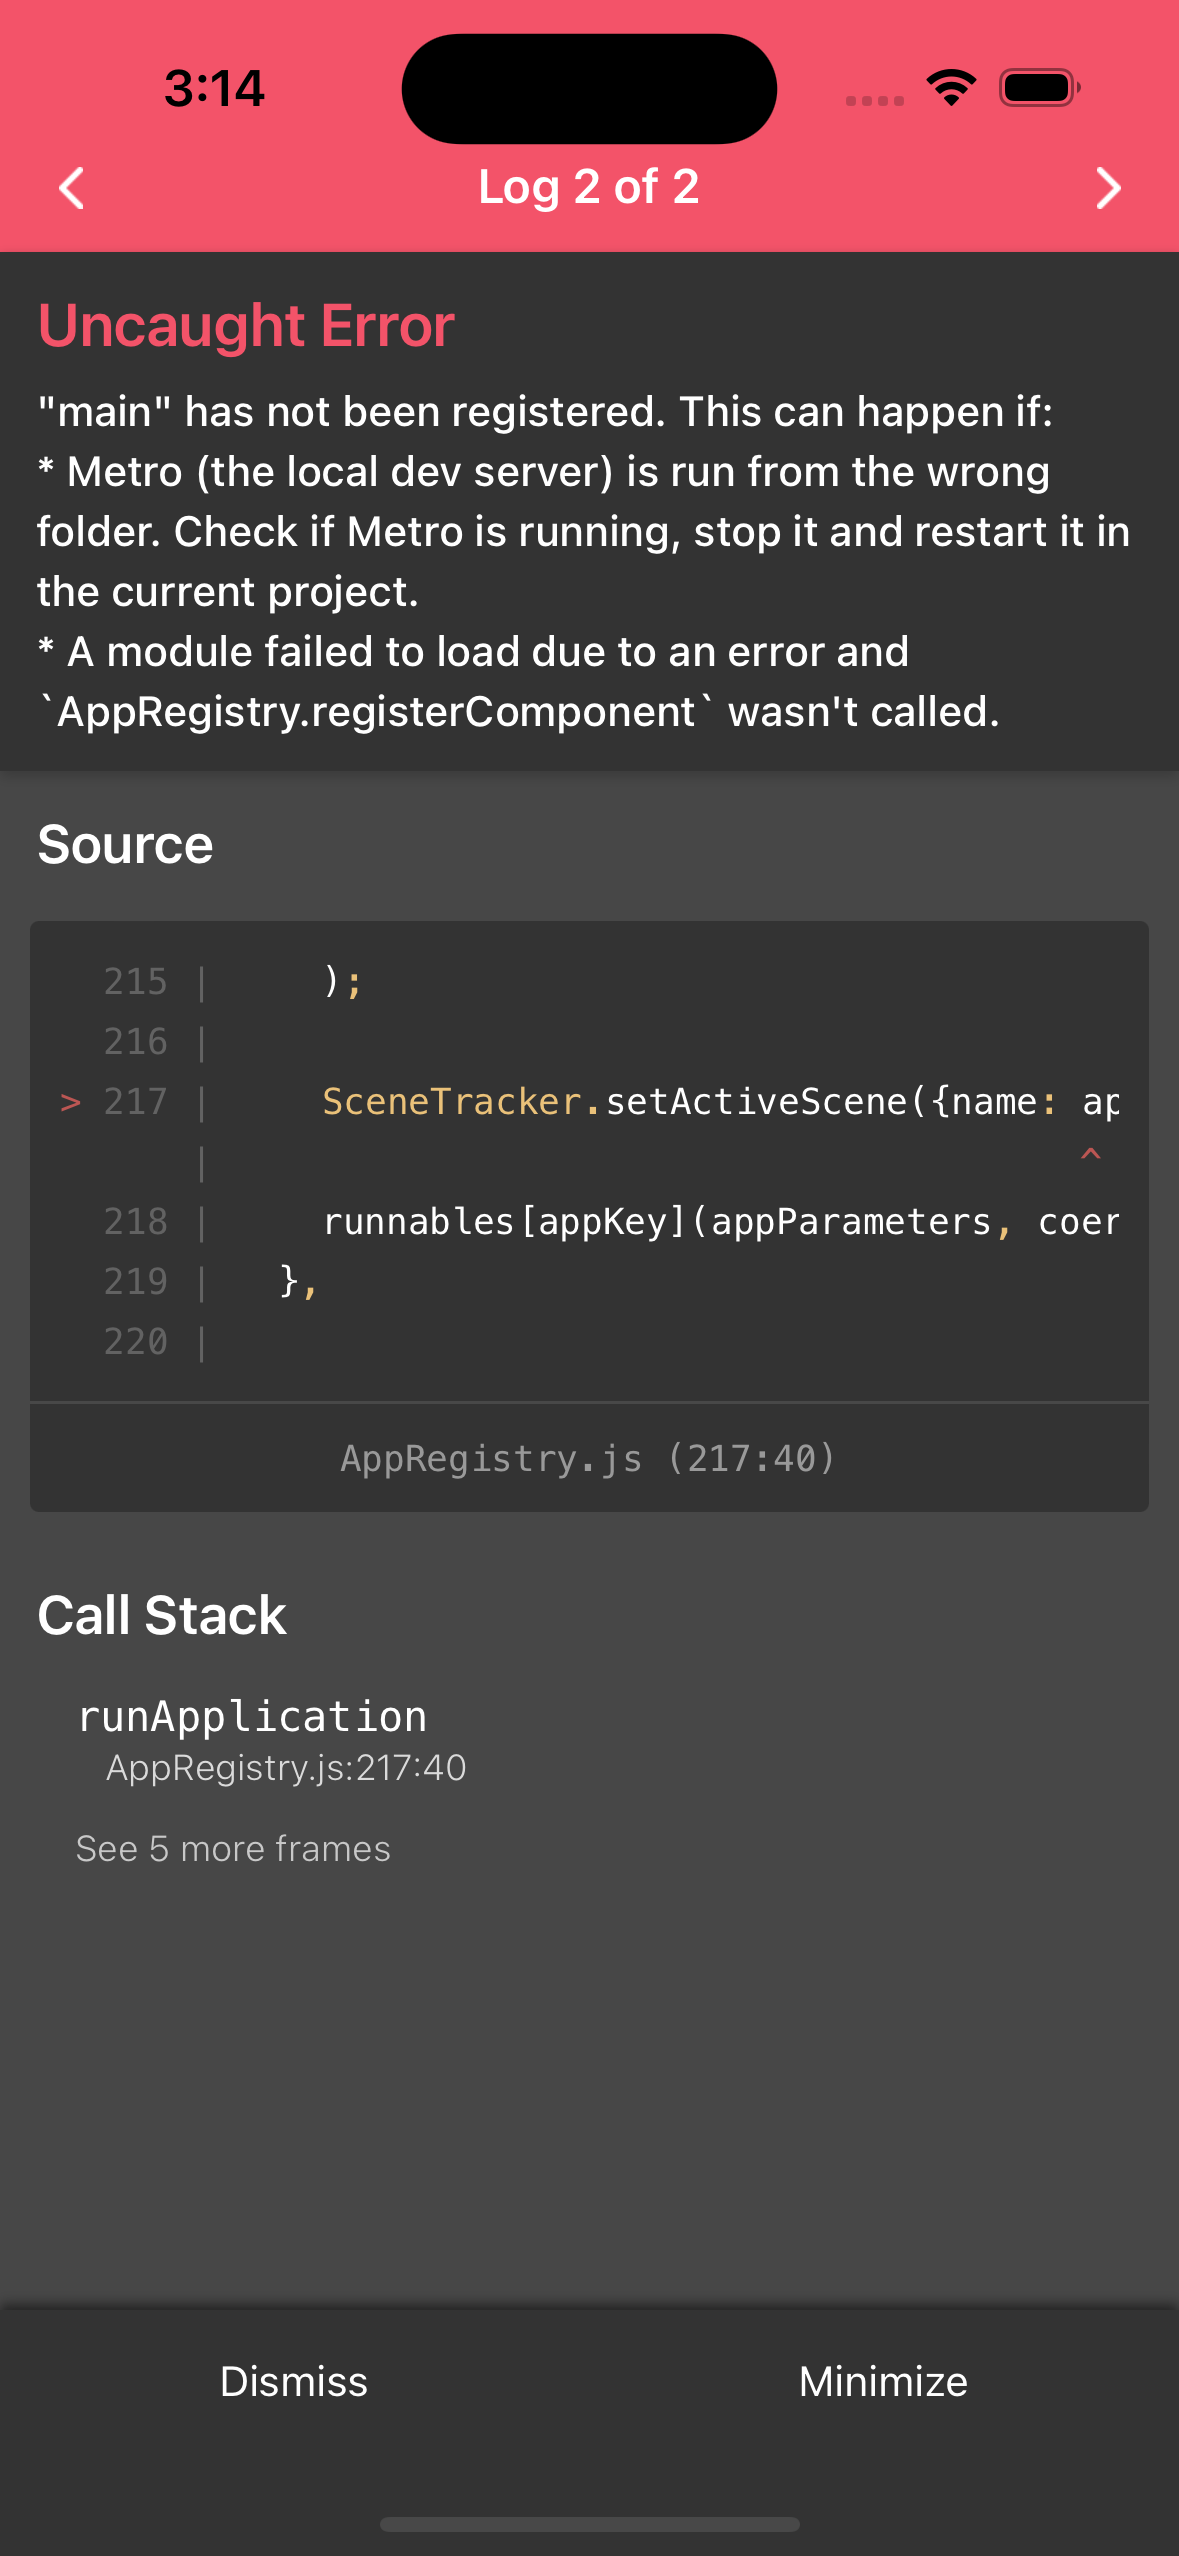 3:14
Log 2 of 2
Uncaught Error
"main" has not been registered. This can happen if:
* Metro (the local dev server) is run from the wrong
folder. Check if Metro is running, stop it and restart it in
the current project.
* A module failed to load due to an error and
`AppRegistry.registerComponent` wasn't called.
Source
215 |     );
216 |
> 217 |     SceneTracker.setActiveScene({name: ap
|                                        ^
218 |     runnables[appKey](appParameters, coer
219 |   },
220 |
AppRegistry.js (217:40)
Call Stack
runApplication
AppRegistry.js:217:40
See 5 more frames
Dismiss Minimize